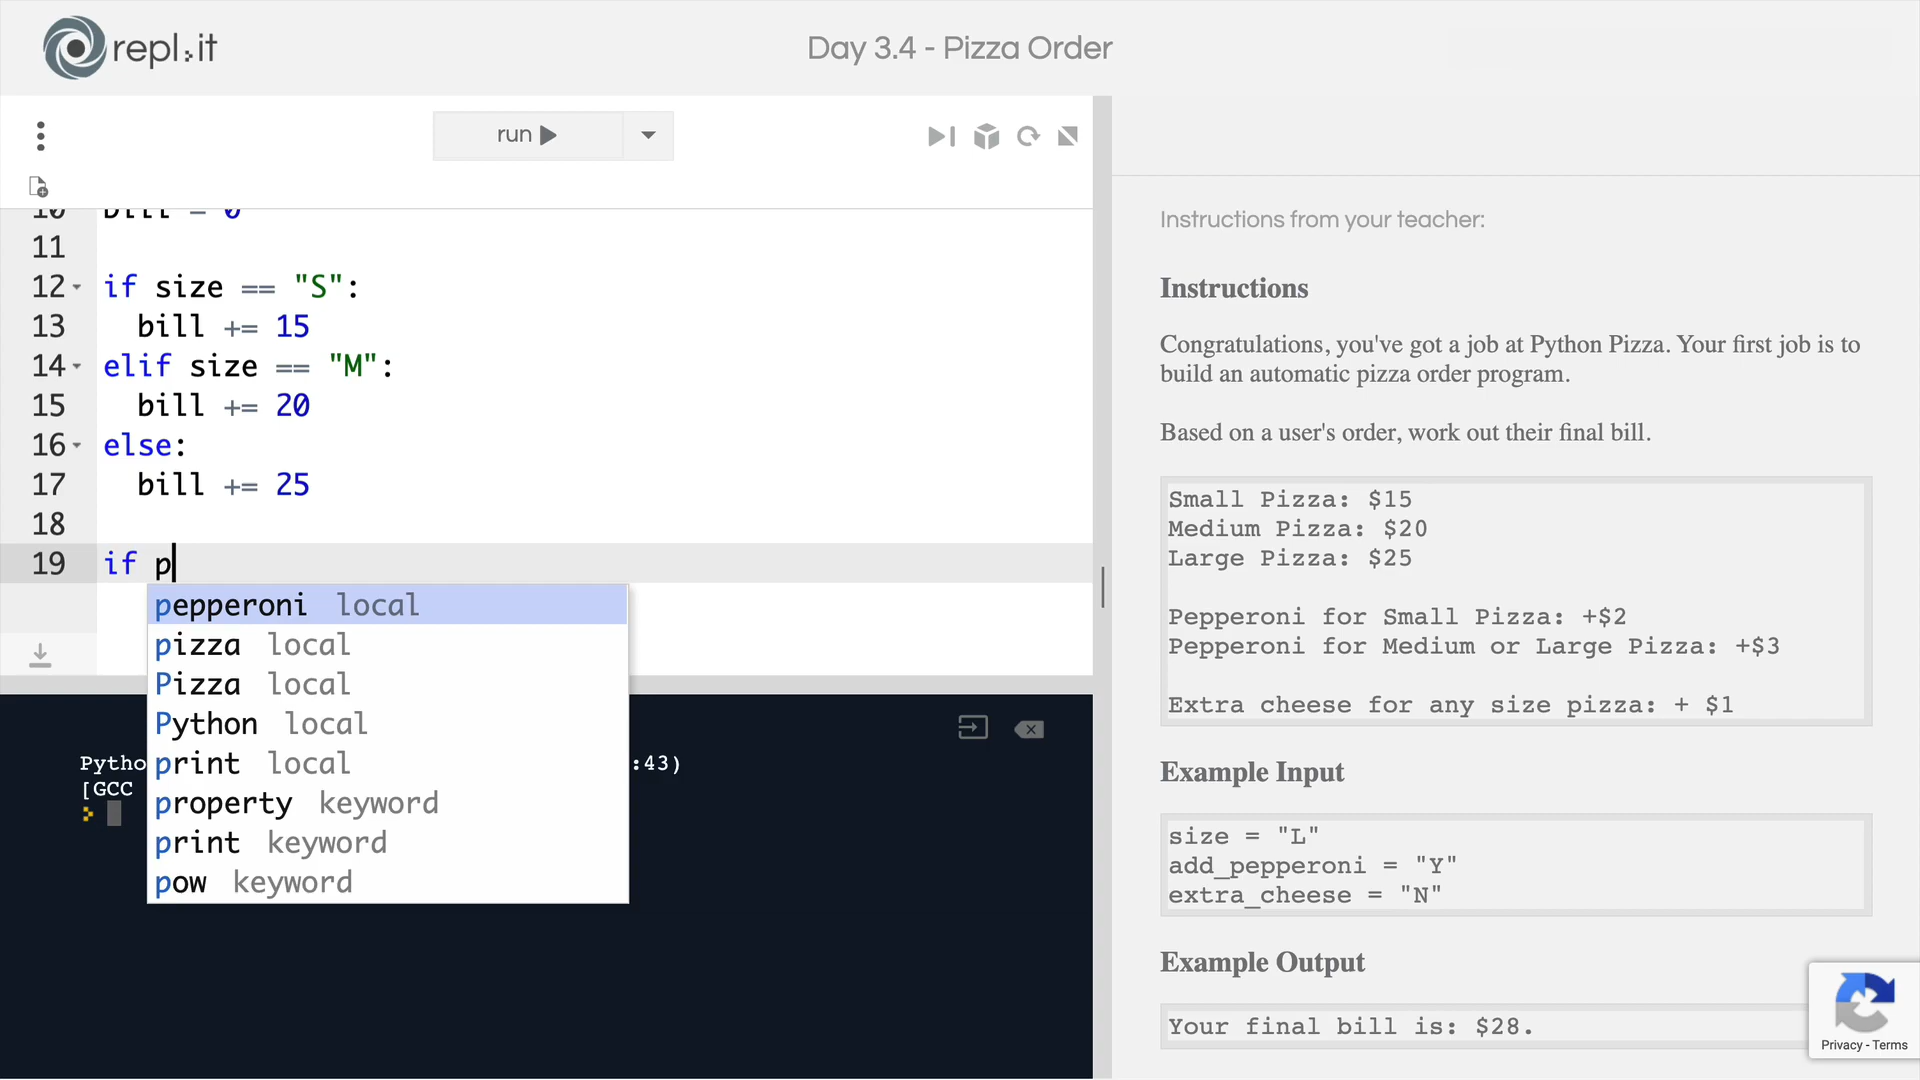 repl.it
Day 3.4 - Pizza Order
run
10 bill = 0
11
12 if size == "S":
13 bill += 15
14 elif size == "M":
15 bill += 20
16 else:
17 bill += 25
18
19 if p
pepperoni local
pizza local
Pizza local
Python local
print local
property keyword
print keyword
pow keyword
Pytho :43)
[GCC
Instructions from your teacher:
Instructions
Congratulations, you've got a job at Python Pizza. Your first job is to
build an automatic pizza order program.
Based on a user's order, work out their final bill.
Small Pizza: $15
Medium Pizza: $20
Large Pizza: $25
Pepperoni for Small Pizza: +$2
Pepperoni for Medium or Large Pizza: +$3
Extra cheese for any size pizza: + $1
Example Input
size = "L"
add_pepperoni = "Y"
extra_cheese = "N"
Example Output
Your final bill is: $28.
Privacy - Terms